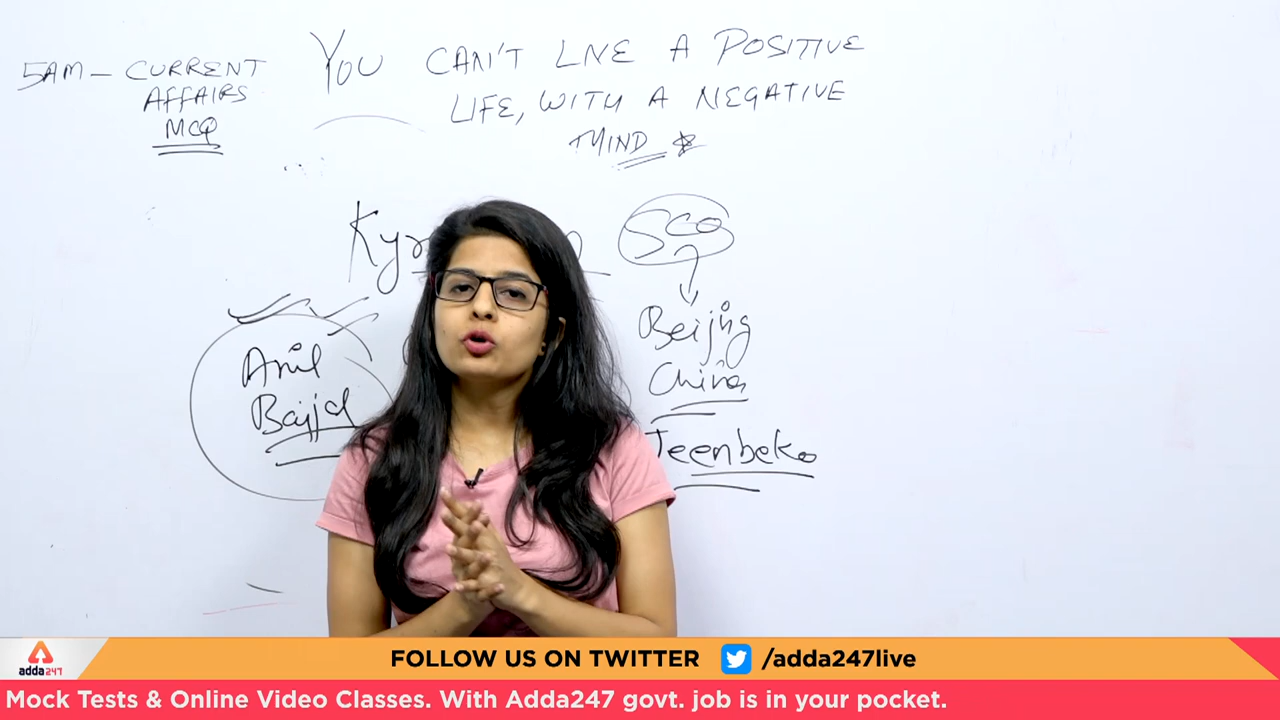 5AM – CURRENT
AFFAIRS
MCQ
YOU CAN'T LIVE A POSITIVE
LIFE, WITH A NEGATIVE
MIND
SCO
Beijing
China
Jeenbeko
Anil
Bajjal
adda247
FOLLOW US ON TWITTER /adda247live
Mock Tests & Online Video Classes. With Adda247 govt. job is in your pocket.